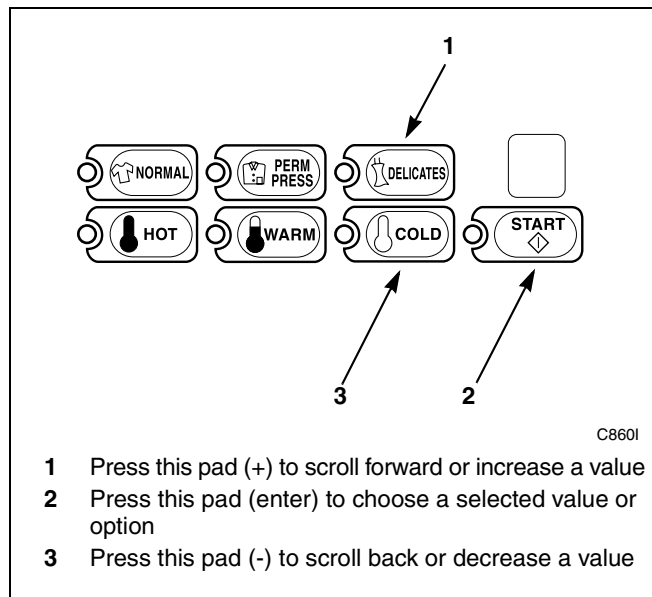 1
NORMAL
PERM
PRESS
DELICATES
HOT
WARM
COLD
START
3
2
C860I
1 Press this pad (+) to scroll forward or increase a value
2 Press this pad (enter) to choose a selected value or
option
3 Press this pad (-) to scroll back or decrease a value